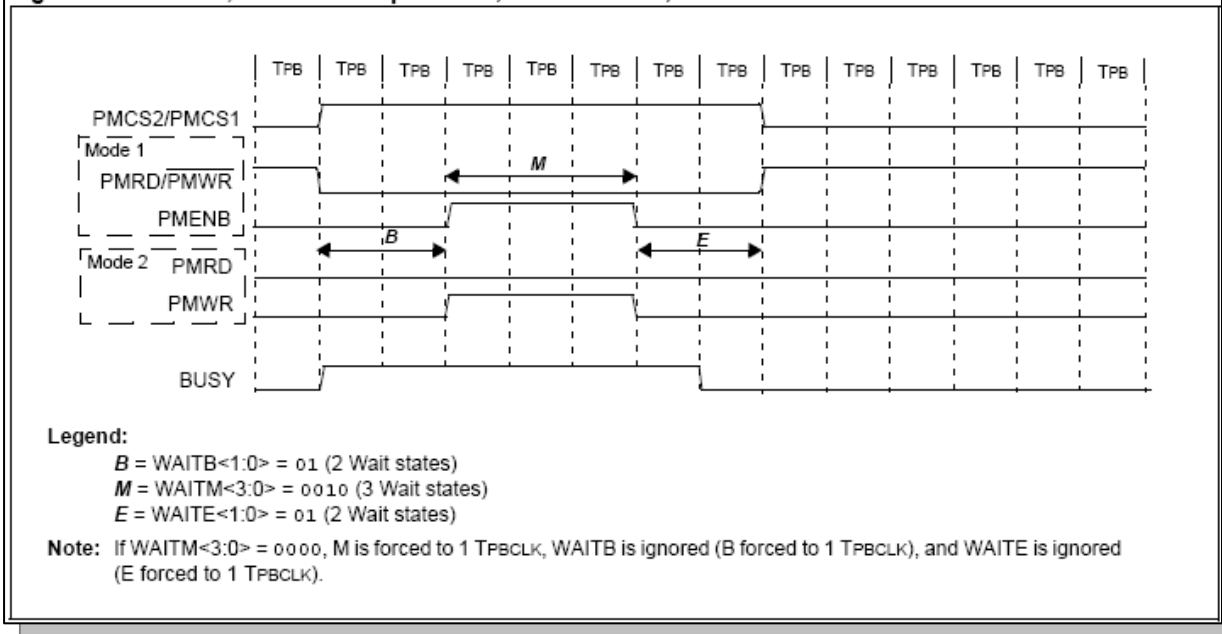 TPB | TPB | TPB | TPB | TPB | TPB | TPB | TPB | TPB | TPB | TPB | TPB | TPB | TPB |
PMCS2/PMCS1
Mode 1
M
PMRD/PMWR
PMENB
B
E
Mode 2 PMRD
PMWR
BUSY
Legend:
B = WAITB<1:0> = 01 (2 Wait states)
M = WAITM<3:0> = 0010 (3 Wait states)
E = WAITE<1:0> = 01 (2 Wait states)
Note: If WAITM<3:0> = 0000, M is forced to 1 TPBCLK, WAITB is ignored (B forced to 1 TPBCLK), and WAITE is ignored
(E forced to 1 TPBCLK).